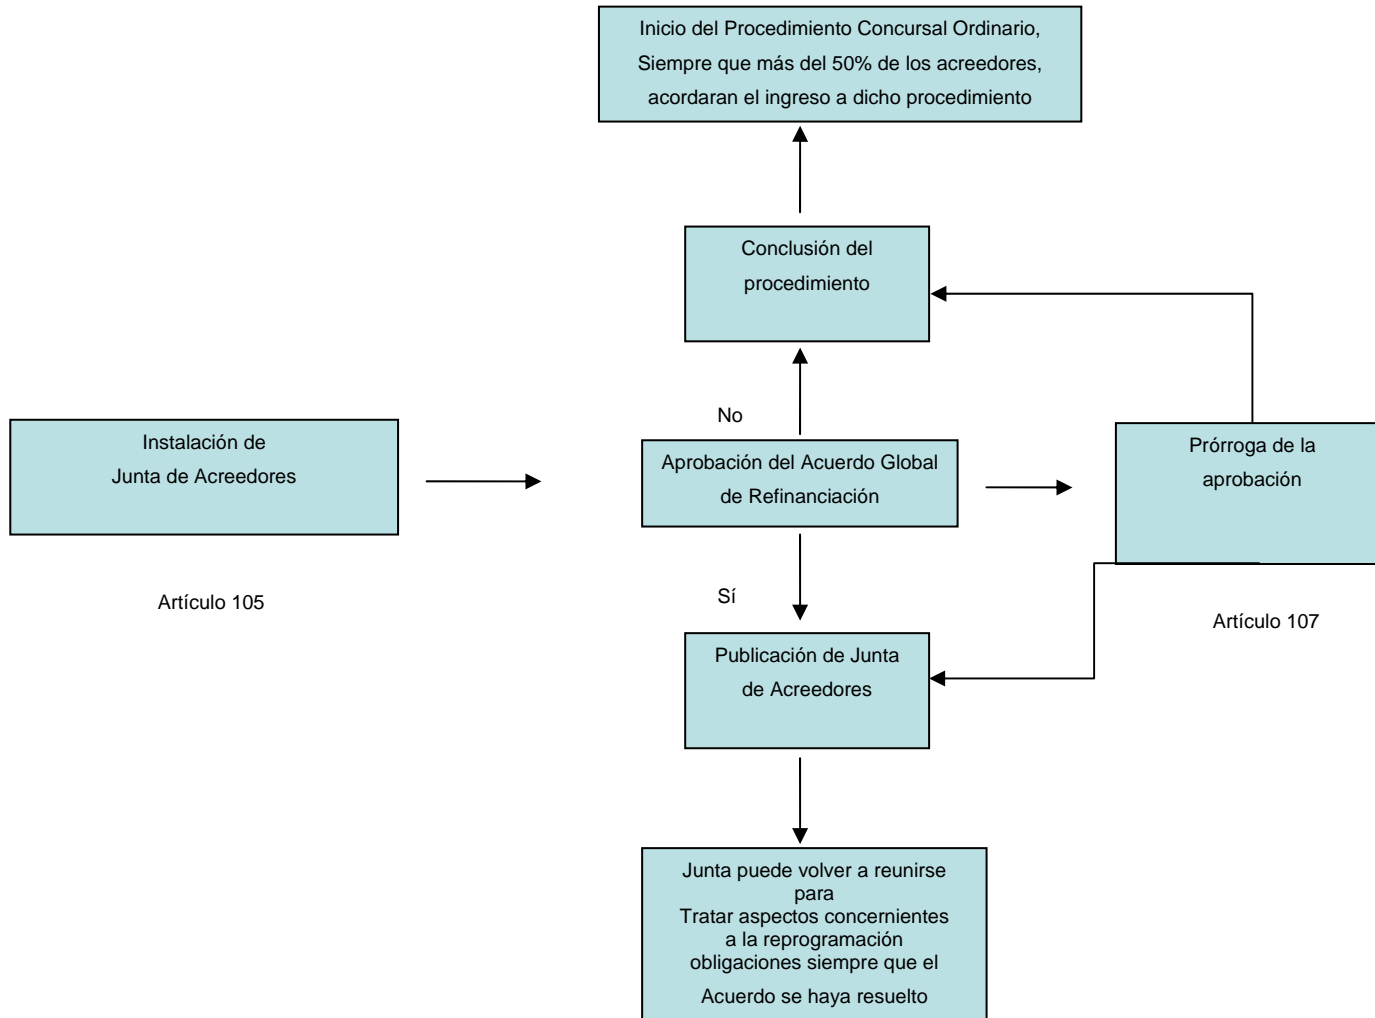 Inicio del Procedimiento Concursal Ordinario,
Siempre que más del 50% de los acreedores,
acordaran el ingreso a dicho procedimiento
Conclusión del
procedimiento
No
Instalación de
Junta de Acreedores
Aprobación del Acuerdo Global
de Refinanciación
Prórroga de la
aprobación
Artículo 105
Sí
Artículo 107
Publicación de Junta
de Acreedores
Junta puede volver a reunirse
para
Tratar aspectos concernientes
a la reprogramación
obligaciones siempre que el
Acuerdo se haya resuelto